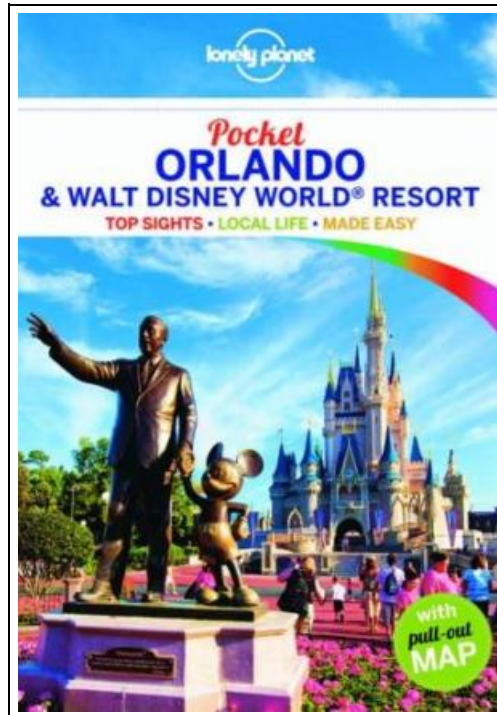 lonely planet
Pocket
ORLANDO
& WALT DISNEY WORLD® RESORT
TOP SIGHTS • LOCAL LIFE • MADE EASY
with
pull-out
MAP